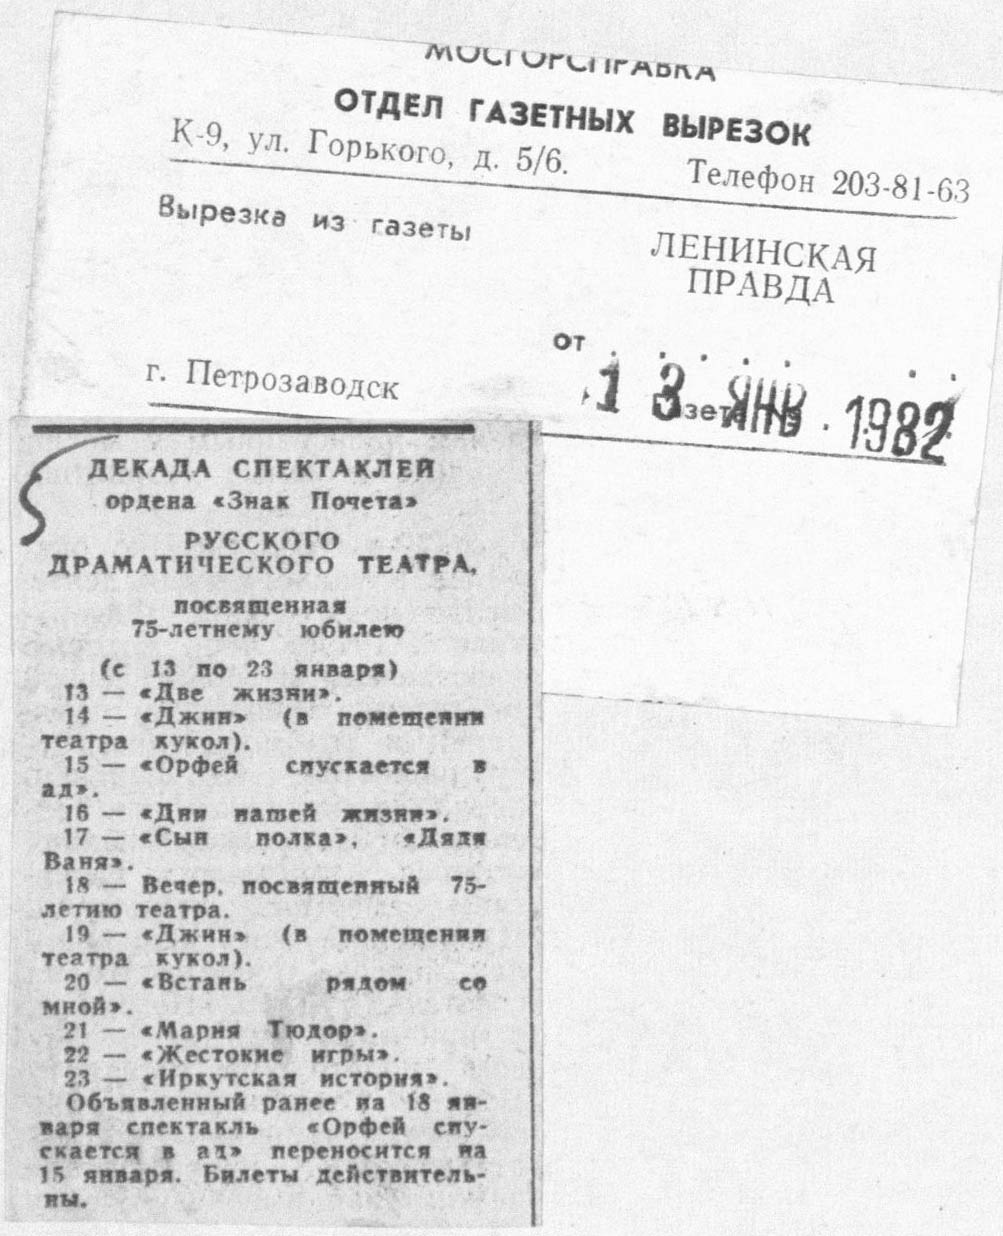 МОСГОРСПРАВКА
ОТДЕЛ ГАЗЕТНЫХ ВЫРЕЗОК
К-9, ул. Горького, д. 5/6. Телефон 203-81-63
Вырезка из газеты
ЛЕНИНСКАЯ
ПРАВДА
от
13 ЯНВ 1982
г. Петрозаводск
ДЕКАДА СПЕКТАКЛЕЙ
ордена «Знак Почета»
РУССКОГО
ДРАМАТИЧЕСКОГО ТЕАТРА,
посвященная
75-летнему юбилею
(с 13 по 23 января)
13 — «Две жизни».
14 — «Джин» (в помещении
театра кукол).
15 — «Орфей спускается в
ад».
16 — «Дни нашей жизни».
17 — «Сын полка», «Дядя
Ваня».
18 — Вечер, посвященный 75-
летию театра.
19 — «Джин» (в помещении
театра кукол).
20 — «Встань рядом со
мной».
21 — «Мария Тюдор».
22 — «Жестокие игры».
23 — «Иркутская история».
Объявленный ранее на 18 ян-
варя спектакль «Орфей спу-
скается в ад» переносится на
15 января. Билеты действитель-
ны.